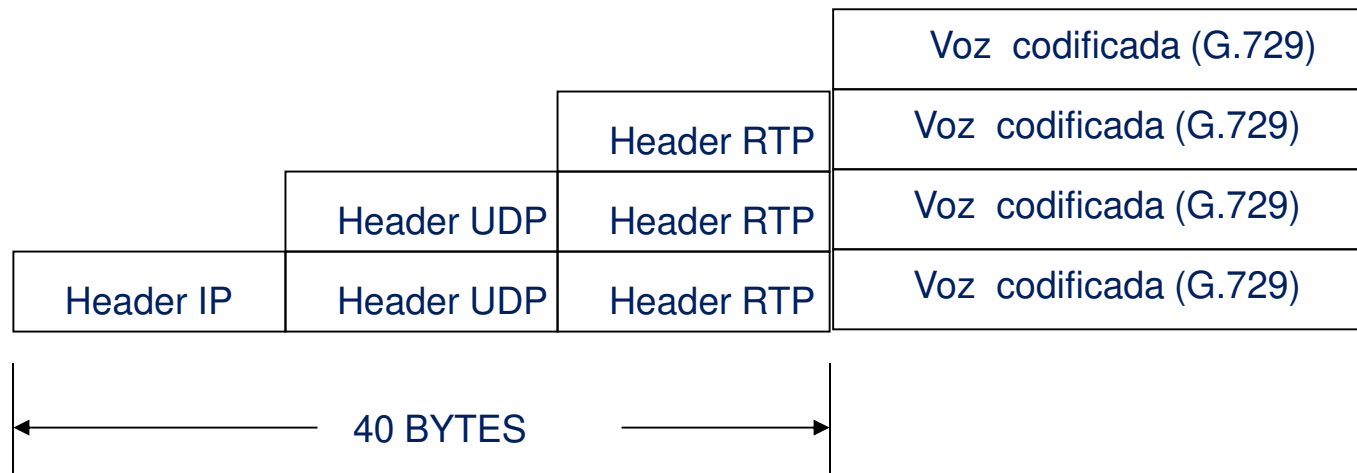 Voz codificada (G.729)
Header RTP Voz codificada (G.729)
Header UDP Header RTP Voz codificada (G.729)
Header IP Header UDP Header RTP Voz codificada (G.729)
40 BYTES